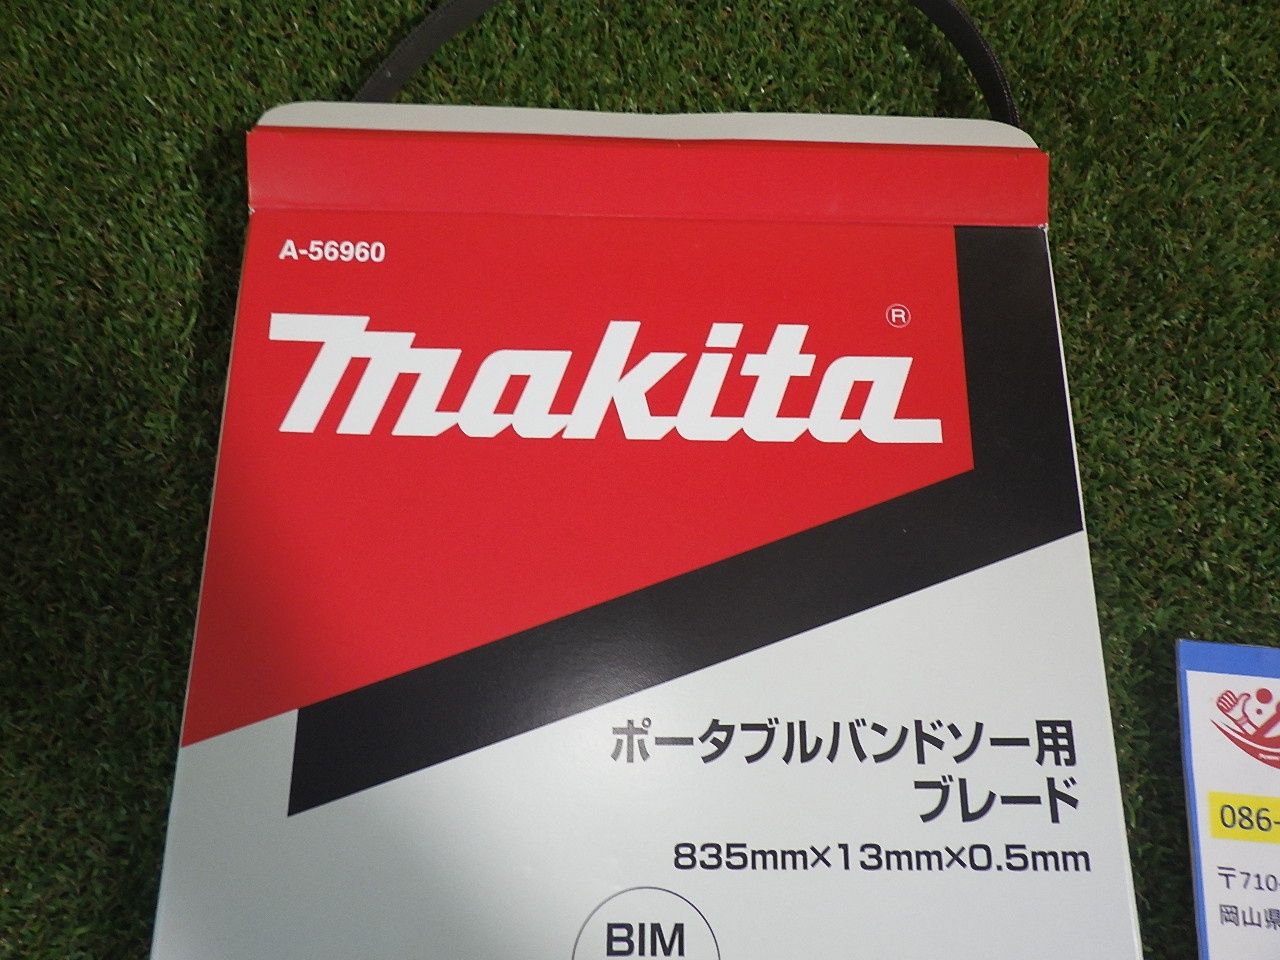 A-56960
makita®
ポータブルバンドソー用
ブレード
835mm×13mm×0.5mm
BIM
086-
〒710-
岡山県